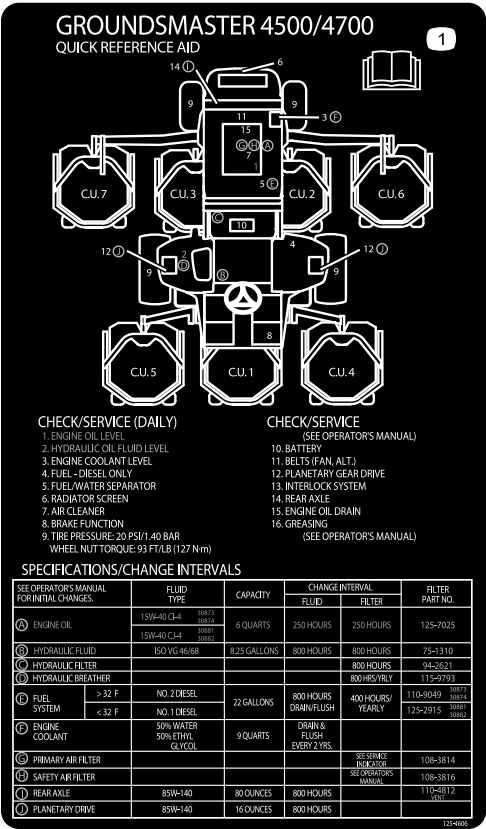 GROUNDSMASTER 4500/4700
QUICK REFERENCE AID
1
14 I
6
9
9
11
15
3 F
G H A
7
1
5 E
C.U. 7
C.U. 3
C.U. 2
C.U. 6
C
10
12 J
9
2
D
B
4
12 J
9
8
C.U. 5
C.U. 1
C.U. 4
CHECK/SERVICE (DAILY)
1. ENGINE OIL LEVEL
2. HYDRAULIC OIL FLUID LEVEL
3. ENGINE COOLANT LEVEL
4. FUEL - DIESEL ONLY
5. FUEL/WATER SEPARATOR
6. RADIATOR SCREEN
7. AIR CLEANER
8. BRAKE FUNCTION
9. TIRE PRESSURE: 20 PSI/1.40 BAR
WHEEL NUT TORQUE: 93 FT/LB (127 N·m)
CHECK/SERVICE
(SEE OPERATOR'S MANUAL)
10. BATTERY
11. BELTS (FAN, ALT.)
12. PLANETARY GEAR DRIVE
13. INTERLOCK SYSTEM
14. REAR AXLE
15. ENGINE OIL DRAIN
16. GREASING
(SEE OPERATOR'S MANUAL)
SPECIFICATIONS/CHANGE INTERVALS
SEE OPERATOR'S MANUAL
FOR INITIAL CHANGES.
FLUID
TYPE
CAPACITY
CHANGE INTERVAL
FLUID
FILTER
FILTER
PART NO.
A ENGINE OIL
15W-40 CI-4 30873 30874
15W-40 CJ-4 30881 30882
6 QUARTS
250 HOURS
250 HOURS
125-7025
B HYDRAULIC FLUID ISO VG 46/68 8.25 GALLONS 800 HOURS 800 HOURS 75-1310
C HYDRAULIC FILTER 800 HOURS 94-2621
D HYDRAULIC BREATHER 800 HRS/YRLY 115-9793
E FUEL
SYSTEM
> 32 F NO. 2 DIESEL
< 32 F NO. 1 DIESEL
22 GALLONS
800 HOURS
DRAIN/FLUSH
400 HOURS/
YEARLY
110-9049 30873 30874
125-2915 30881 30882
F ENGINE
COOLANT
50% WATER
50% ETHYL
GLYCOL
9 QUARTS
DRAIN &
FLUSH
EVERY 2 YRS.
G PRIMARY AIR FILTER
SEE SERVICE
INDICATOR
108-3814
H SAFETY AIR FILTER
SEE OPERATOR'S
MANUAL
108-3816
I REAR AXLE 85W-140 80 OUNCES 800 HOURS
110-4812
VENT
J PLANETARY DRIVE 85W-140 16 OUNCES 800 HOURS
125-4606